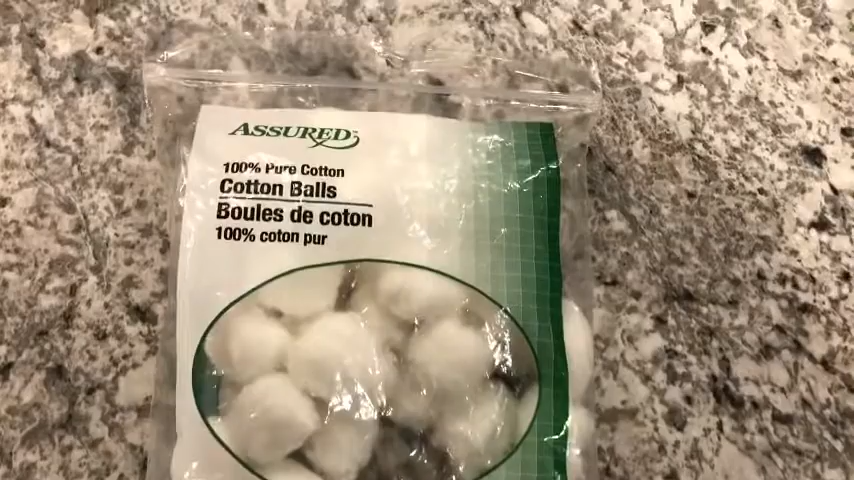 ASSURED
100% Pure Cotton
Cotton Balls
Boules de coton
100% coton pur